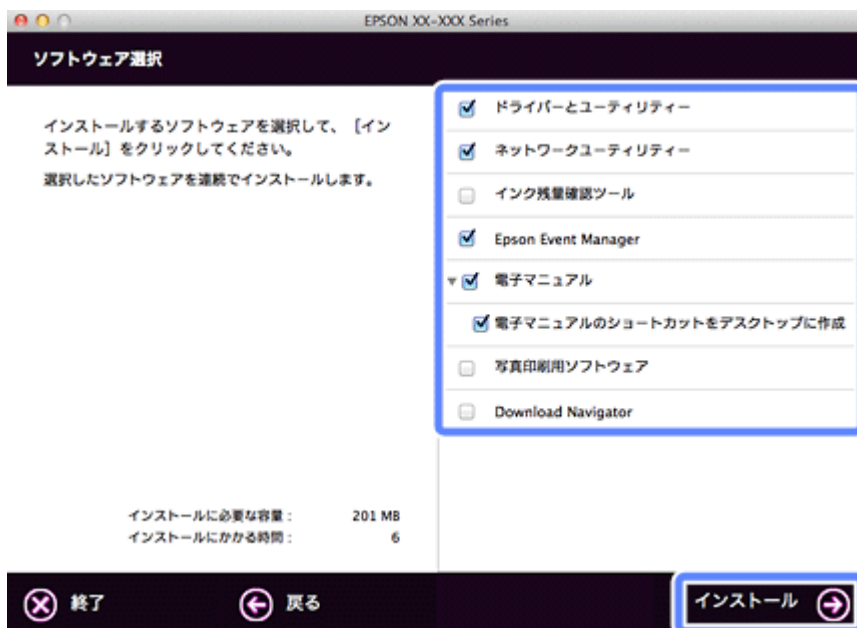 EPSON XX-XXX Series
ソフトウェア選択
インストールするソフトウェアを選択して、［イン
ストール］をクリックしてください。
選択したソフトウェアを連続でインストールします。
ドライバーとユーティリティー
ネットワークユーティリティー
インク残量確認ツール
Epson Event Manager
電子マニュアル
電子マニュアルのショートカットをデスクトップに作成
写真印刷用ソフトウェア
Download Navigator
インストールに必要な容量： 201 MB
インストールにかかる時間： 6
終了 戻る インストール